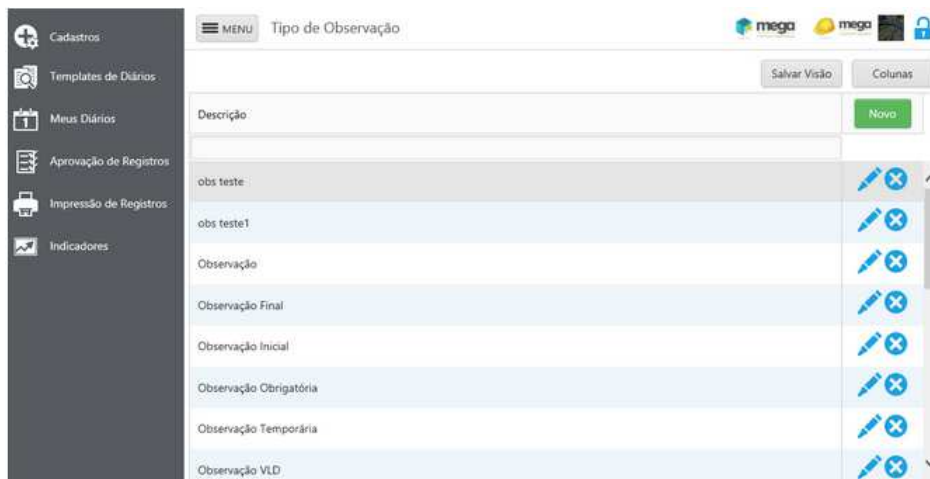 Cadastros
Templates de Diários
Meus Diários
1
Aprovação de Registros
Impressão de Registros
Indicadores
MENU Tipo de Observação
mega mega
Salvar Visão Colunas
Descrição Novo
obs teste
obs teste1
Observação
Observação Final
Observação Inicial
Observação Obrigatória
Observação Temporária
Observação VLD